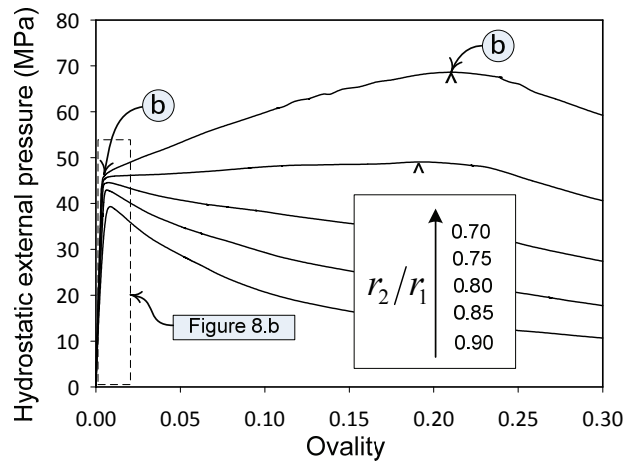 Hydrostatic external pressure (MPa)
80
70
60
50
40
30
20
10
0
b
b
r₂/r₁
0.70
0.75
0.80
0.85
0.90
Figure 8.b
0.00 0.05 0.10 0.15 0.20 0.25 0.30
Ovality